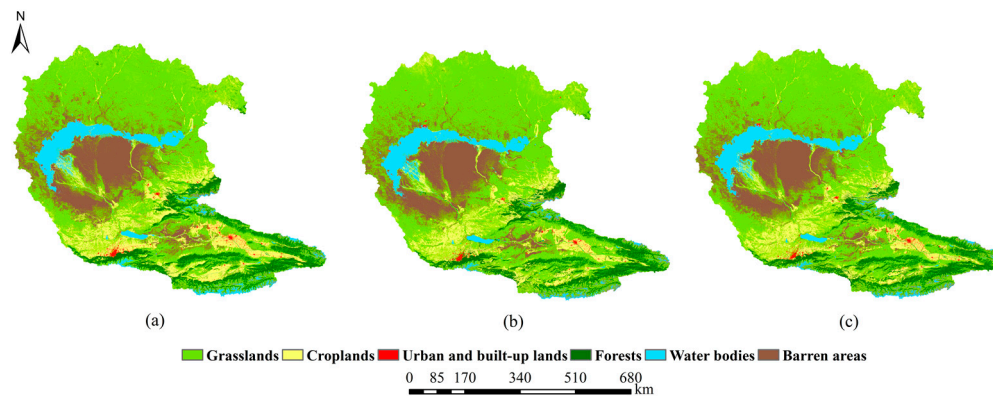 N
(a) (b) (c)
Grasslands Croplands Urban and built-up lands Forests Water bodies Barren areas
0 85 170 340 510 680
km